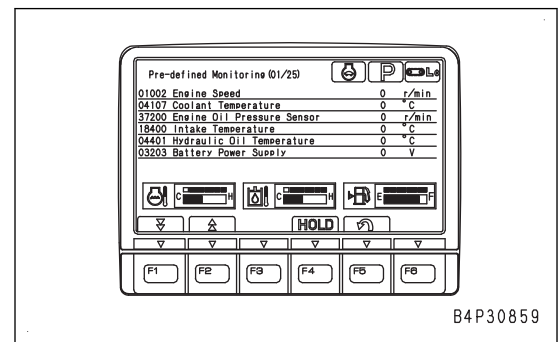 Pre-defined Monitoring (01/25) P Lo
01002 Engine Speed 0 r/min
04107 Coolant Temperature 0 °C
37200 Engine Oil Pressure Sensor 0 r/min
18400 Intake Temperature 0 °C
04401 Hydraulic Oil Temperature 0 °C
03203 Battery Power Supply 0 V
C H C H E F
HOLD
F1 F2 F3 F4 F5 F6
B4P30859